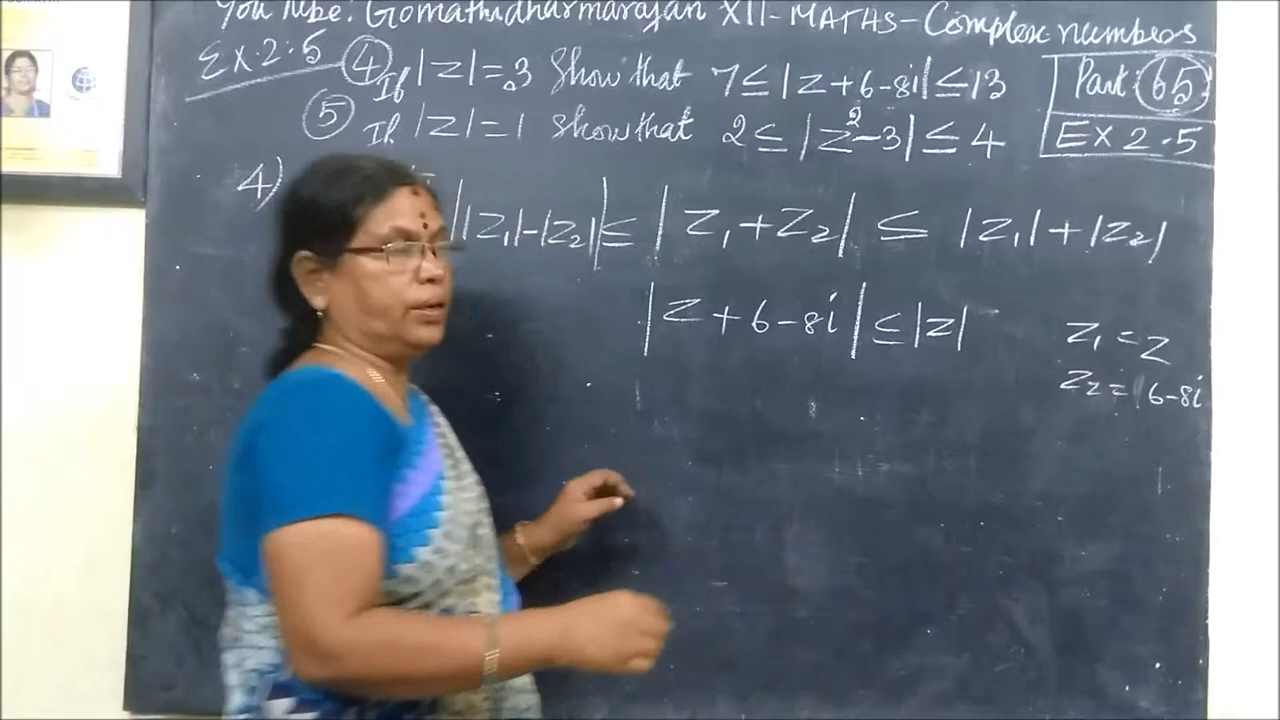 You tube: Gomathidharmarajan XII-MATHS-Complex numbers
Ex.2.5 ④ If |z|=3 Show that 7≤|z+6-8i|≤13
Part: 65
⑤ If |z|=1 show that 2≤|z²-3|≤4
EX 2.5
4)
||z₁|-|z₂||≤|z₁+z₂|≤|z₁|+|z₂|
|z+6-8i|≤|z|
z₁=z
z₂=6-8i